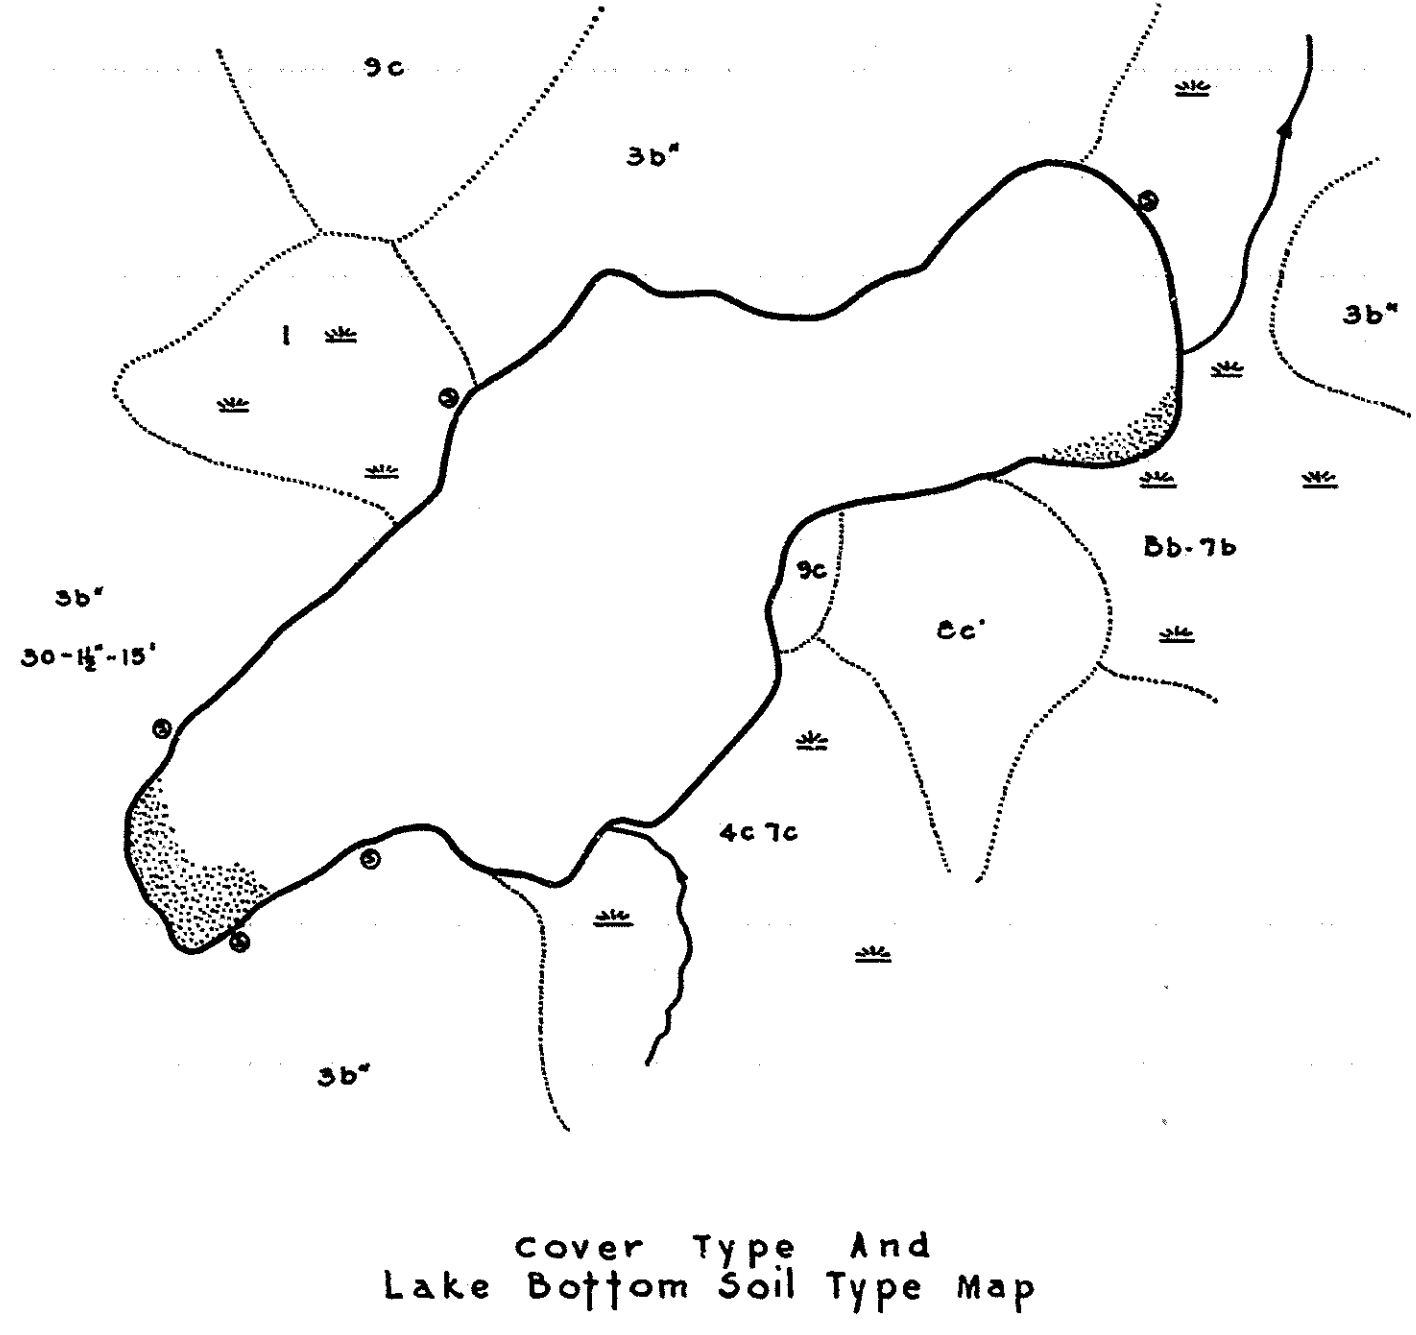 9c
3b"
3b"
1
Bb-7b
9c
8c'
3b"
30-1½"-15'
4c 7c
3b"
Cover Type And
Lake Bottom Soil Type Map